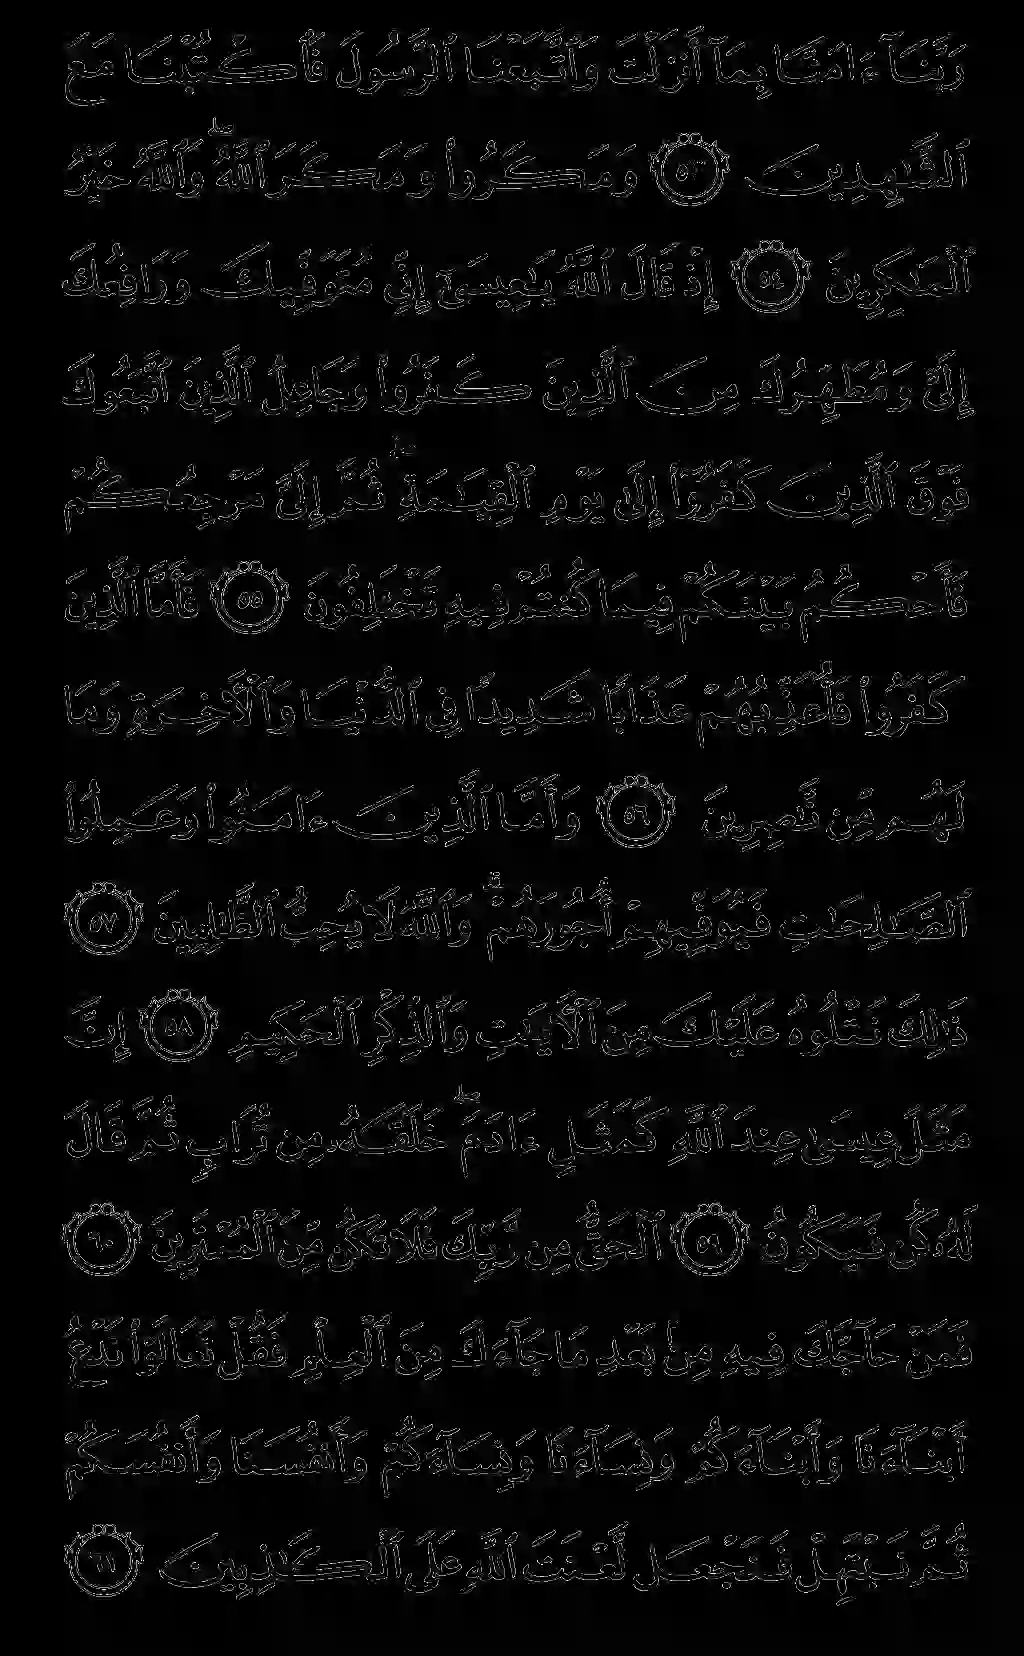 رَبَّنَآ ءَامَنَّا بِمَآ أَنزَلْتَ وَٱتَّبَعْنَا ٱلرَّسُولَ فَٱكْتُبْنَا مَعَ
ٱلشَّٰهِدِينَ ٥٣ وَمَكَرُوا۟ وَمَكَرَ ٱللَّهُ ۖ وَٱللَّهُ خَيْرُ
ٱلْمَٰكِرِينَ ٥٤ إِذْ قَالَ ٱللَّهُ يَٰعِيسَىٰٓ إِنِّى مُتَوَفِّيكَ وَرَافِعُكَ
إِلَىَّ وَمُطَهِّرُكَ مِنَ ٱلَّذِينَ كَفَرُوا۟ وَجَاعِلُ ٱلَّذِينَ ٱتَّبَعُوكَ
فَوْقَ ٱلَّذِينَ كَفَرُوٓا۟ إِلَىٰ يَوْمِ ٱلْقِيَٰمَةِ ۖ ثُمَّ إِلَىَّ مَرْجِعُكُمْ
فَأَحْكُمُ بَيْنَكُمْ فِيمَا كُنتُمْ فِيهِ تَخْتَلِفُونَ ٥٥ فَأَمَّا ٱلَّذِينَ
كَفَرُوا۟ فَأُعَذِّبُهُمْ عَذَابًا شَدِيدًا فِى ٱلدُّنْيَا وَٱلْءَاخِرَةِ وَمَا
لَهُم مِّن نَّٰصِرِينَ ٥٦ وَأَمَّا ٱلَّذِينَ ءَامَنُوا۟ وَعَمِلُوا۟
ٱلصَّٰلِحَٰتِ فَيُوَفِّيهِمْ أُجُورَهُمْ ۗ وَٱللَّهُ لَا يُحِبُّ ٱلظَّٰلِمِينَ ٥٧
ذَٰلِكَ نَتْلُوهُ عَلَيْكَ مِنَ ٱلْءَايَٰتِ وَٱلذِّكْرِ ٱلْحَكِيمِ ٥٨ إِنَّ
مَثَلَ عِيسَىٰ عِندَ ٱللَّهِ كَمَثَلِ ءَادَمَ ۖ خَلَقَهُۥ مِن تُرَابٍ ثُمَّ قَالَ
لَهُۥ كُن فَيَكُونُ ٥٩ ٱلْحَقُّ مِن رَّبِّكَ فَلَا تَكُن مِّنَ ٱلْمُمْتَرِينَ ٦٠
فَمَنْ حَآجَّكَ فِيهِ مِنۢ بَعْدِ مَا جَآءَكَ مِنَ ٱلْعِلْمِ فَقُلْ تَعَالَوْا۟ نَدْعُ
أَبْنَآءَنَا وَأَبْنَآءَكُمْ وَنِسَآءَنَا وَنِسَآءَكُمْ وَأَنفُسَنَا وَأَنفُسَكُمْ
ثُمَّ نَبْتَهِلْ فَنَجْعَل لَّعْنَتَ ٱللَّهِ عَلَى ٱلْكَٰذِبِينَ ٦١